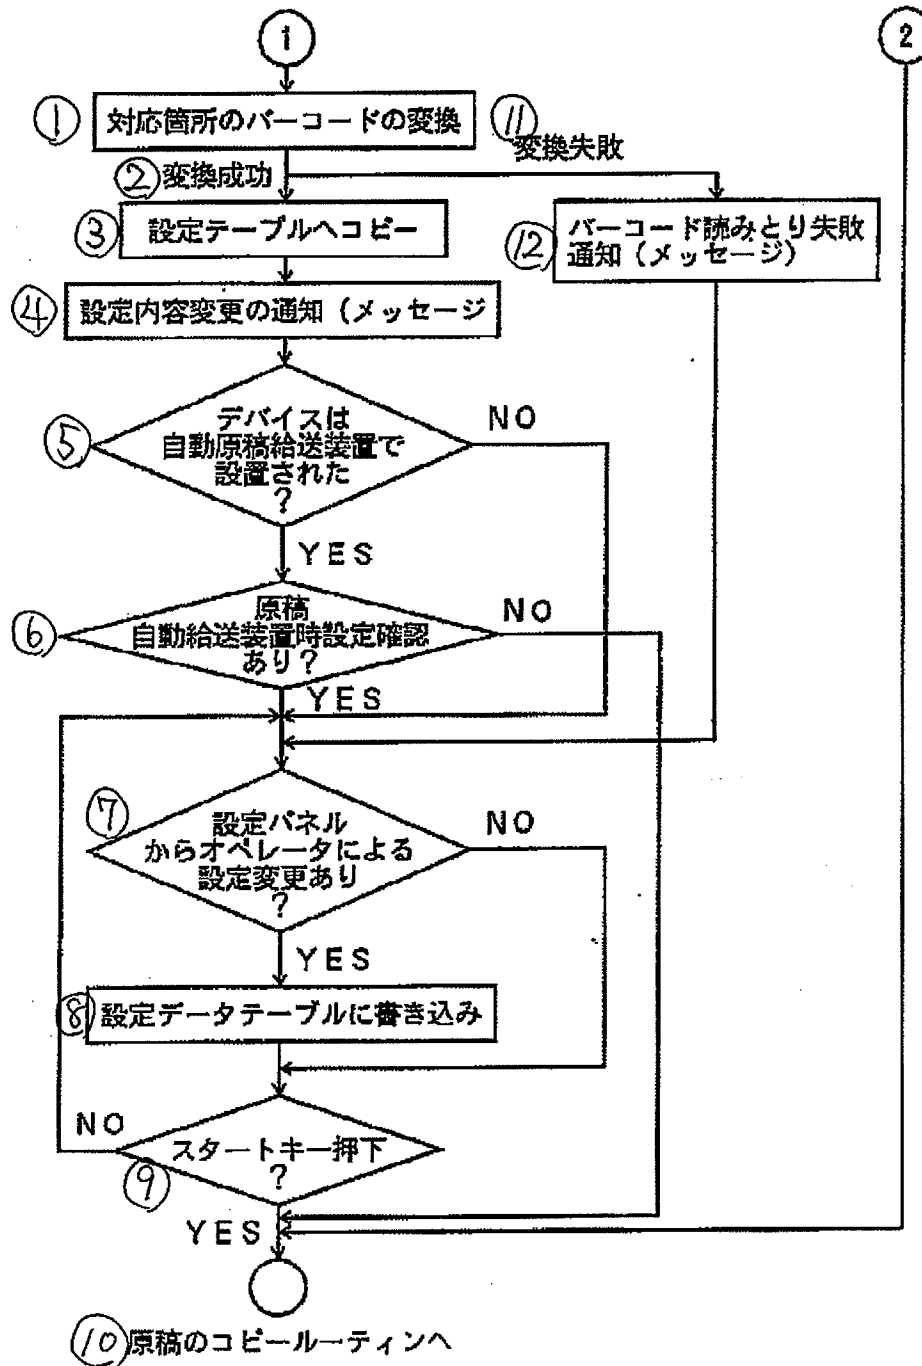 1
2
① 対応箇所のバーコードの変換
⑪
変換失敗
② 変換成功
③ 設定テーブルへコピー
⑫ バーコード読みとり失敗
通知（メッセージ）
④ 設定内容変更の通知（メッセージ
⑤
デバイスは
自動原稿給送装置で
設置された
？
NO
YES
⑥
原稿
自動給送装置時設定確認
あり？
NO
YES
⑦
設定パネル
からオペレータによる
設定変更あり
？
NO
YES
⑧ 設定データテーブルに書き込み
NO
⑨
スタートキー押下
？
YES
⑩ 原稿のコピールーティンへ